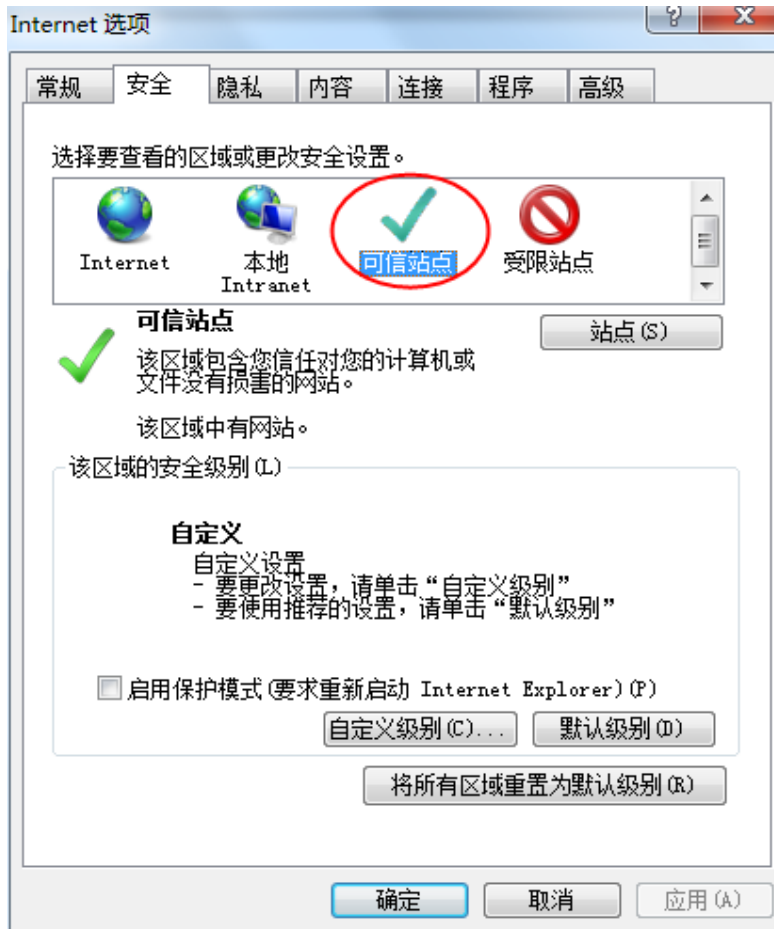 Internet 选项
常规 安全 隐私 内容 连接 程序 高级
选择要查看的区域或更改安全设置。
Internet
本地
Intranet
可信站点
受限站点
可信站点
站点(S)
该区域包含您信任对您的计算机或
文件没有损害的网站。
该区域中有网站。
该区域的安全级别(L)
自定义
自定义设置
- 要更改设置，请单击“自定义级别”
- 要使用推荐的设置，请单击“默认级别”
启用保护模式(要求重新启动 Internet Explorer)(P)
自定义级别(C)... 默认级别(D)
将所有区域重置为默认级别(R)
确定 取消 应用(A)